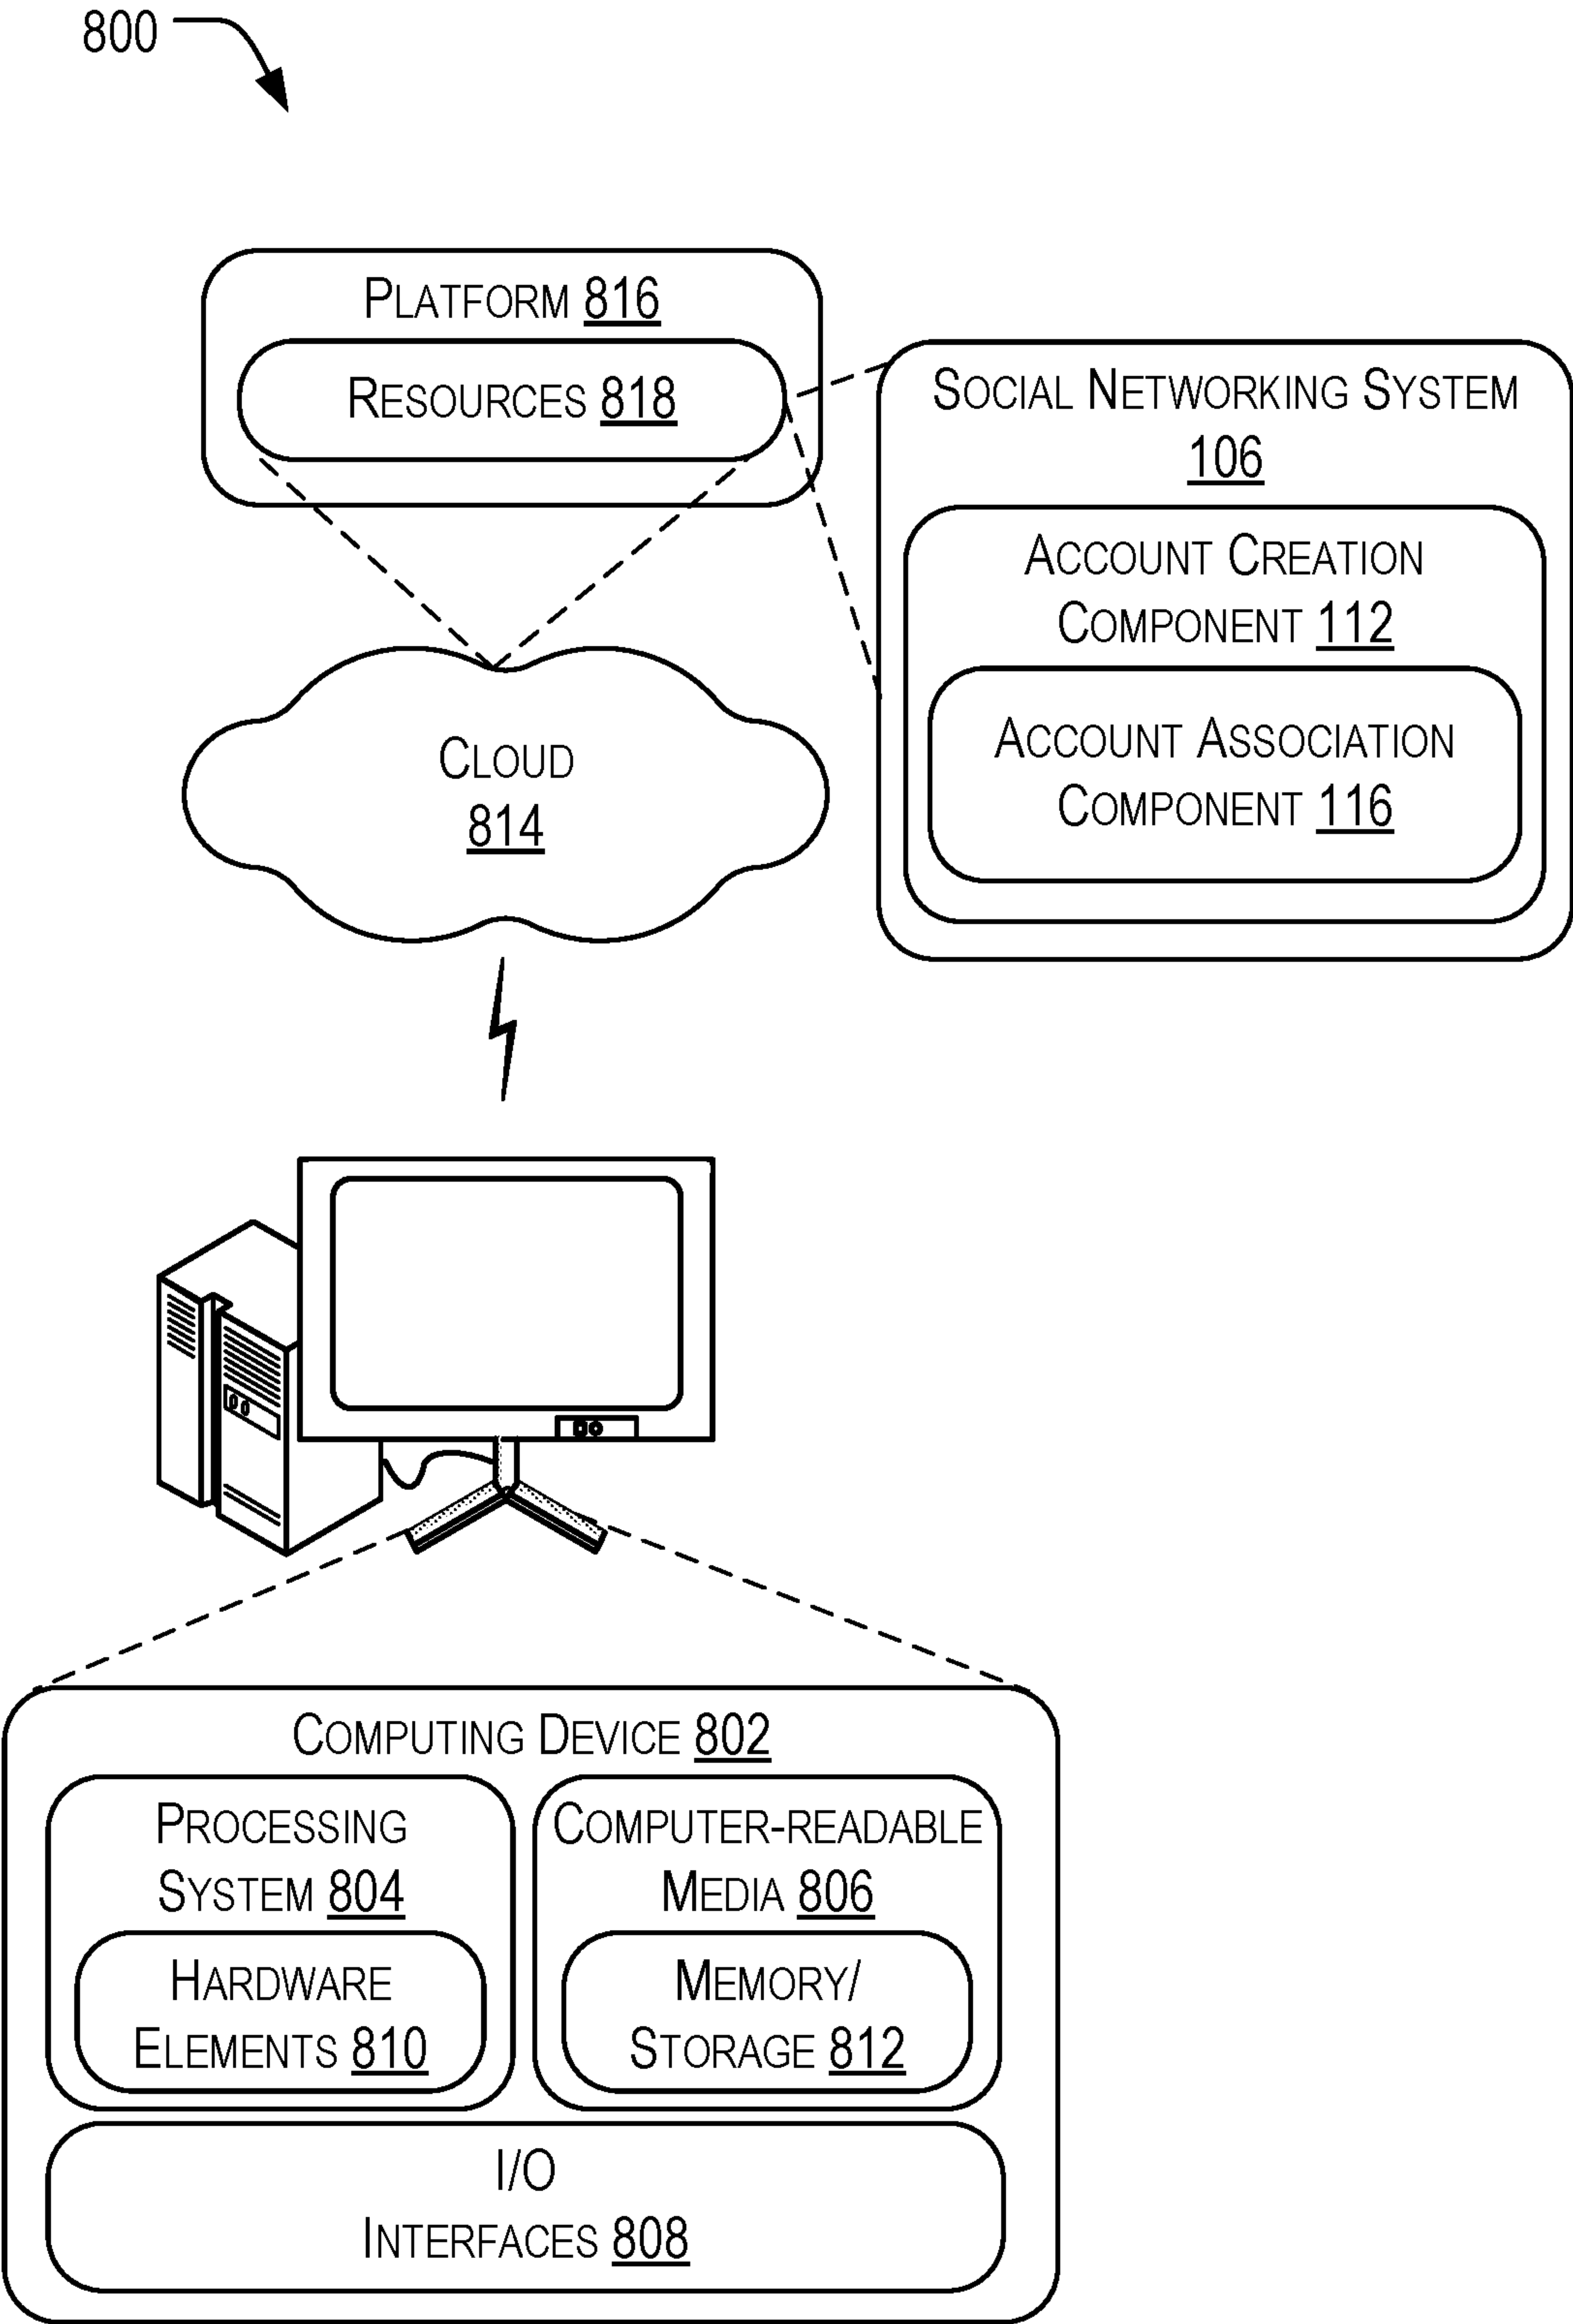 800
PLATFORM 816
RESOURCES 818
SOCIAL NETWORKING SYSTEM
106
ACCOUNT CREATION
COMPONENT 112
ACCOUNT ASSOCIATION
COMPONENT 116
CLOUD
814
COMPUTING DEVICE 802
PROCESSING
SYSTEM 804
HARDWARE
ELEMENTS 810
COMPUTER-READABLE
MEDIA 806
MEMORY/
STORAGE 812
I/O
INTERFACES 808